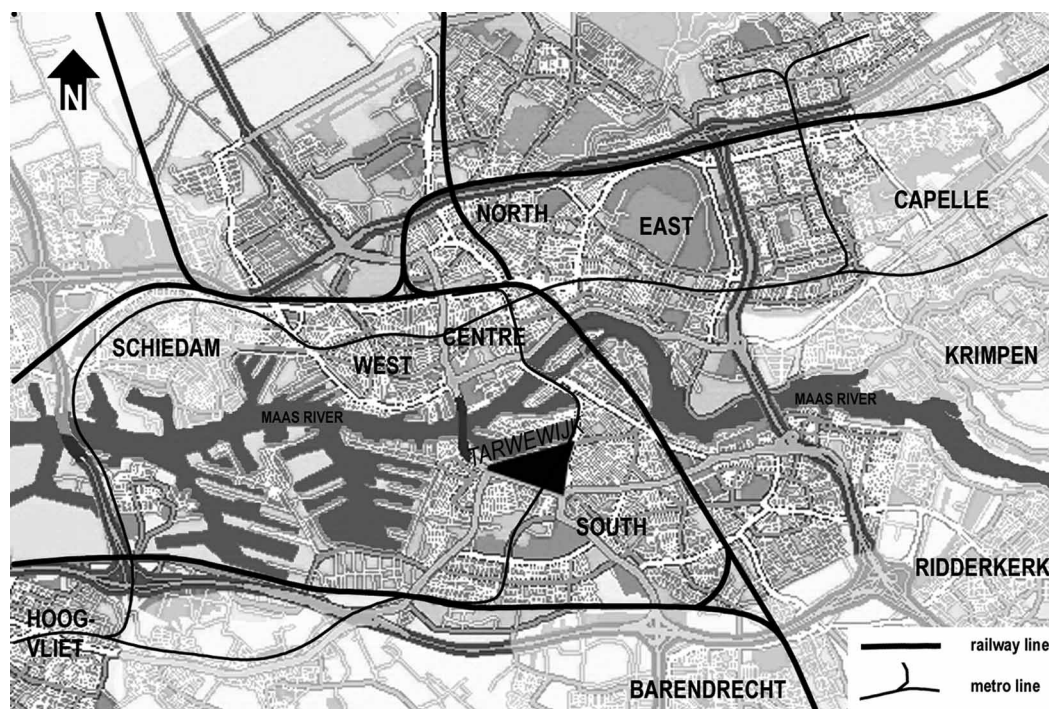 N
NORTH
EAST
CAPELLE
SCHIEDAM
CENTRE
WEST
KRIMPEN
MAAS RIVER
MAAS RIVER
TARWEWIJK
SOUTH
RIDDERKERK
HOOG-
VLIET
BARENDRECHT
railway line
metro line